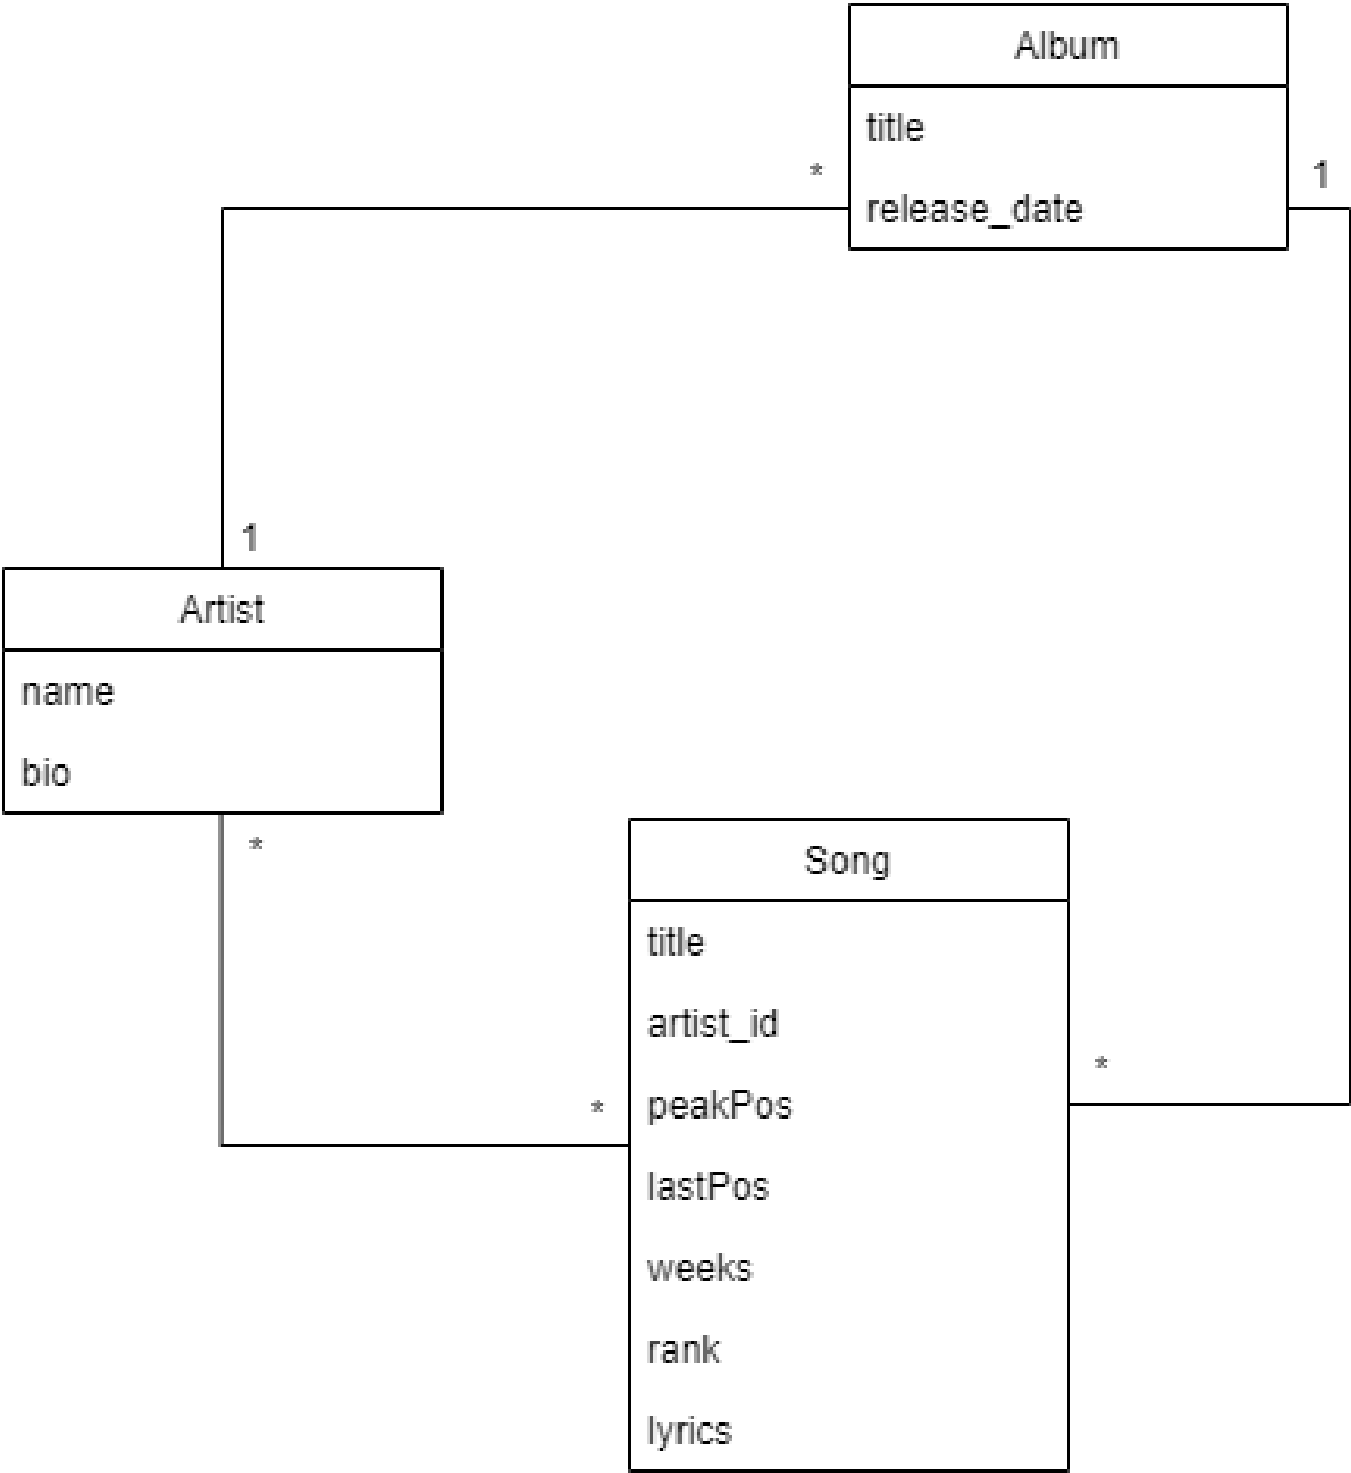 Album
title
* 1
release_date
1
Artist
name
bio
*
Song
title
artist_id
*
peakPos
*
lastPos
weeks
rank
lyrics